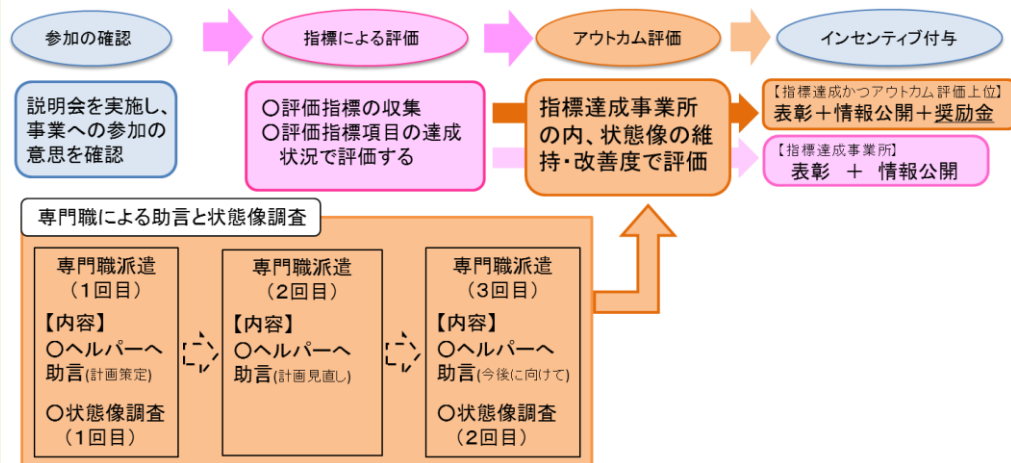 参加の確認
指標による評価
アウトカム評価
インセンティブ付与
説明会を実施し、
事業への参加の
意思を確認
○評価指標の収集
○評価指標項目の達成
状況で評価する
指標達成事業所
の内、状態像の維
持・改善度で評価
【指標達成かつアウトカム評価上位】
表彰+情報公開+奨励金
【指標達成事業所】
表彰 + 情報公開
専門職による助言と状態像調査
専門職派遣
(1回目)
【内容】
○ヘルパーへ
助言(計画策定)
○状態像調査
(1回目)
専門職派遣
(2回目)
【内容】
○ヘルパーへ
助言(計画見直し)
専門職派遣
(3回目)
【内容】
○ヘルパーへ
助言(今後に向けて)
○状態像調査
(2回目)